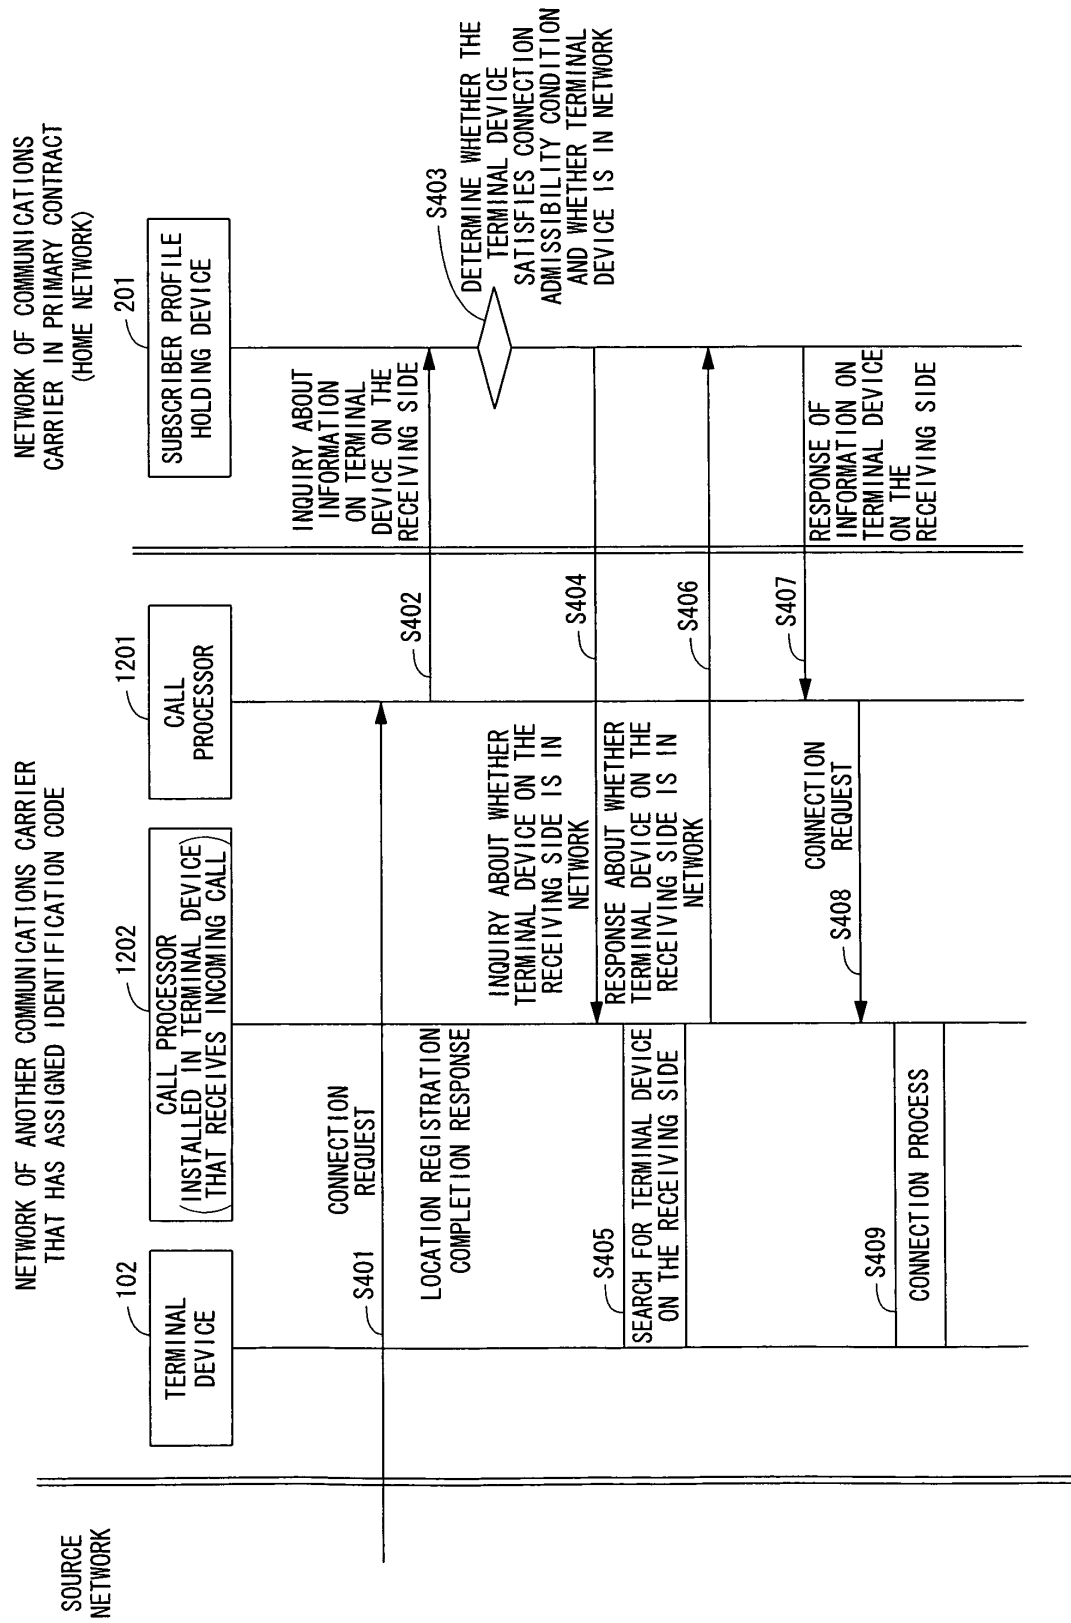 SOURCE
NETWORK
NETWORK OF ANOTHER COMMUNICATIONS CARRIER
THAT HAS ASSIGNED IDENTIFICATION CODE
NETWORK OF COMMUNICATIONS
CARRIER IN PRIMARY CONTRACT
(HOME NETWORK)
102
TERMINAL
DEVICE
1202
CALL PROCESSOR
(INSTALLED IN TERMINAL DEVICE
THAT RECEIVES INCOMING CALL)
1201
CALL
PROCESSOR
201
SUBSCRIBER PROFILE
HOLDING DEVICE
S401
CONNECTION
REQUEST
S402
INQUIRY ABOUT
INFORMATION
ON TERMINAL
DEVICE ON THE
RECEIVING SIDE
S403
DETERMINE WHETHER THE
TERMINAL DEVICE
SATISFIES CONNECTION
ADMISSIBILITY CONDITION
AND WHETHER TERMINAL
DEVICE IS IN NETWORK
LOCATION REGISTRATION
COMPLETION RESPONSE
INQUIRY ABOUT WHETHER
TERMINAL DEVICE ON THE
RECEIVING SIDE IS IN
NETWORK
S404
S405
SEARCH FOR TERMINAL DEVICE
ON THE RECEIVING SIDE
RESPONSE ABOUT WHETHER
TERMINAL DEVICE ON THE
RECEIVING SIDE IS IN
NETWORK
S406
S407
RESPONSE OF
INFORMATION ON
TERMINAL DEVICE
ON THE
RECEIVING SIDE
S408
CONNECTION
REQUEST
S409
CONNECTION PROCESS